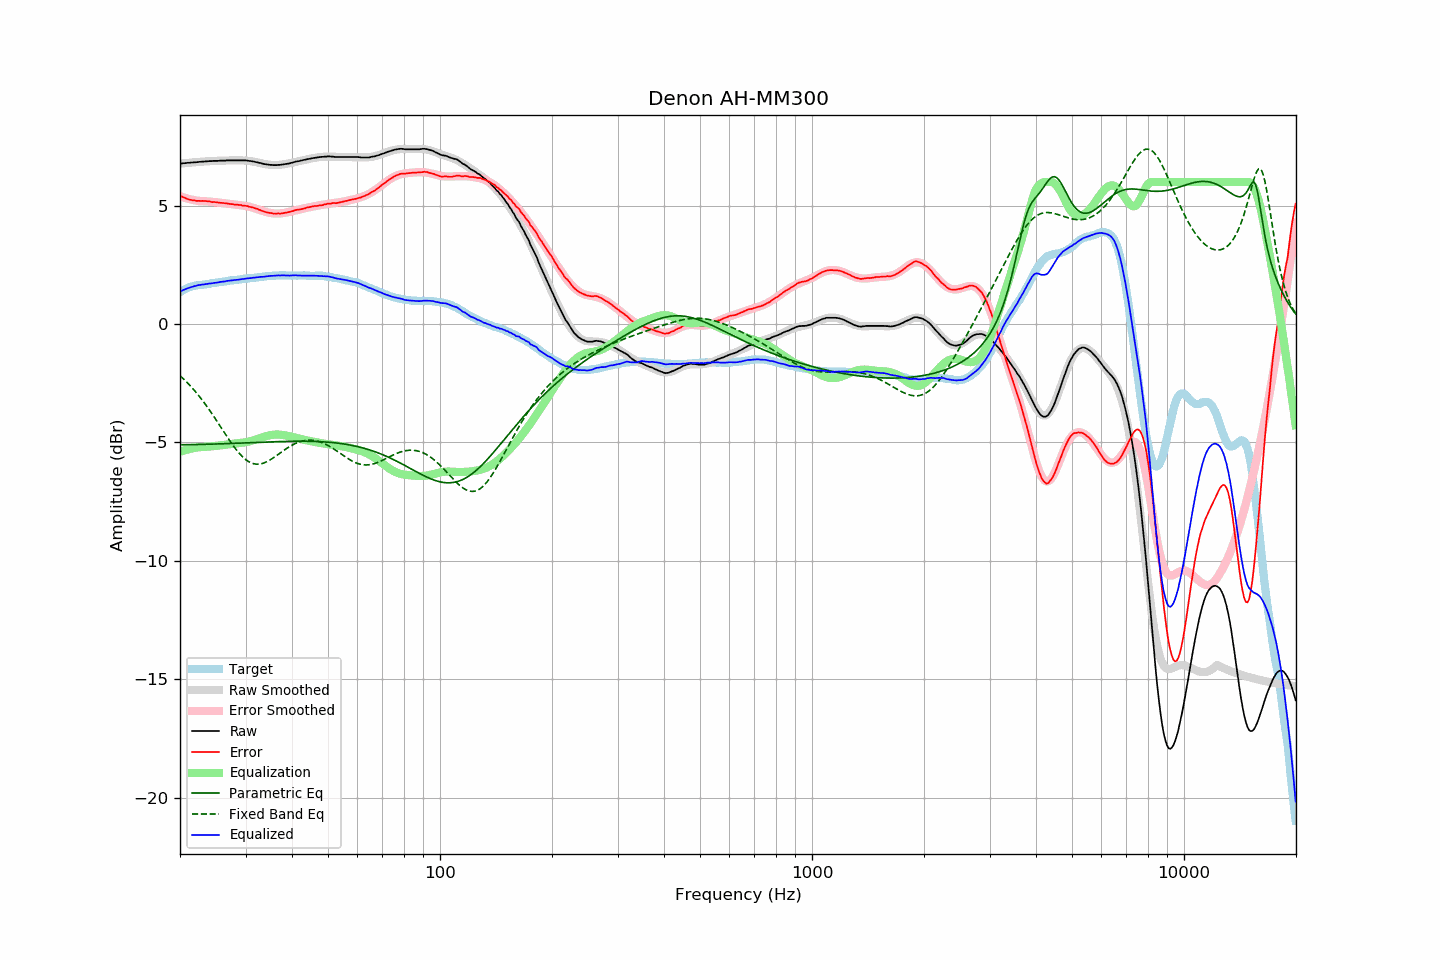 Denon AH-MM300
Amplitude (dBr)
5
0
−5
−10
−15
−20
Target
Raw Smoothed
Error Smoothed
Raw
Error
Equalization
Parametric Eq
Fixed Band Eq
Equalized
100
1000
10000
Frequency (Hz)